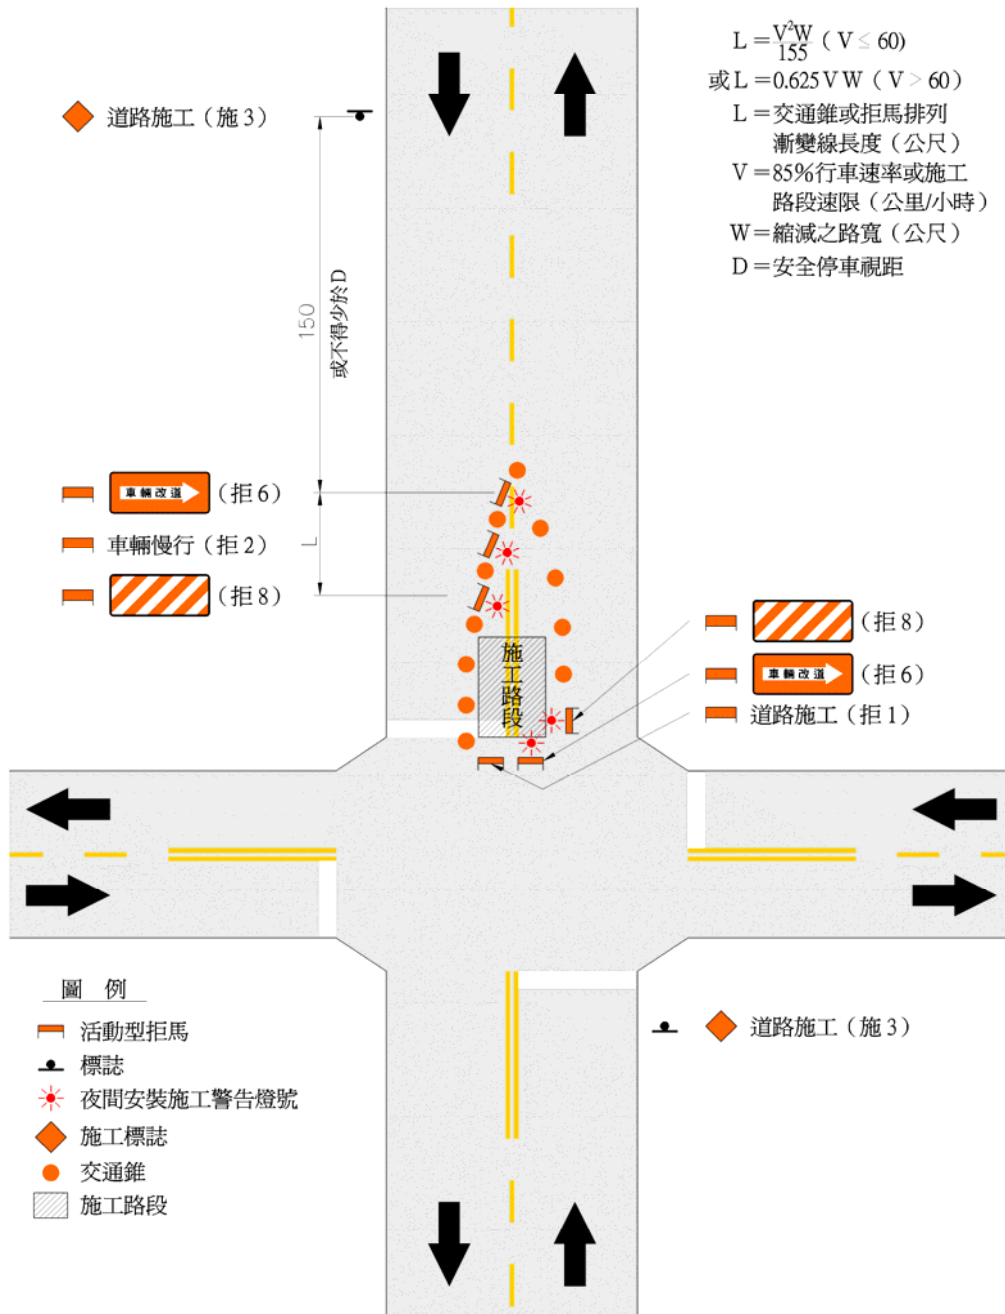 L＝V²W/155（V ≤ 60）
或L＝0.625VW（V＞60）
L＝交通錐或拒馬排列
漸變線長度（公尺）
V＝85%行車速率或施工
路段速限（公里/小時）
W＝縮減之路寬（公尺）
D＝安全停車視距
道路施工（施3）
150
或不得少於D
車輛改道（拒6）
車輛慢行（拒2）
（拒8）
L
施工路段
（拒8）
車輛改道（拒6）
道路施工（拒1）
道路施工（施3）
圖 例
活動型拒馬
標誌
夜間安裝施工警告燈號
施工標誌
交通錐
施工路段